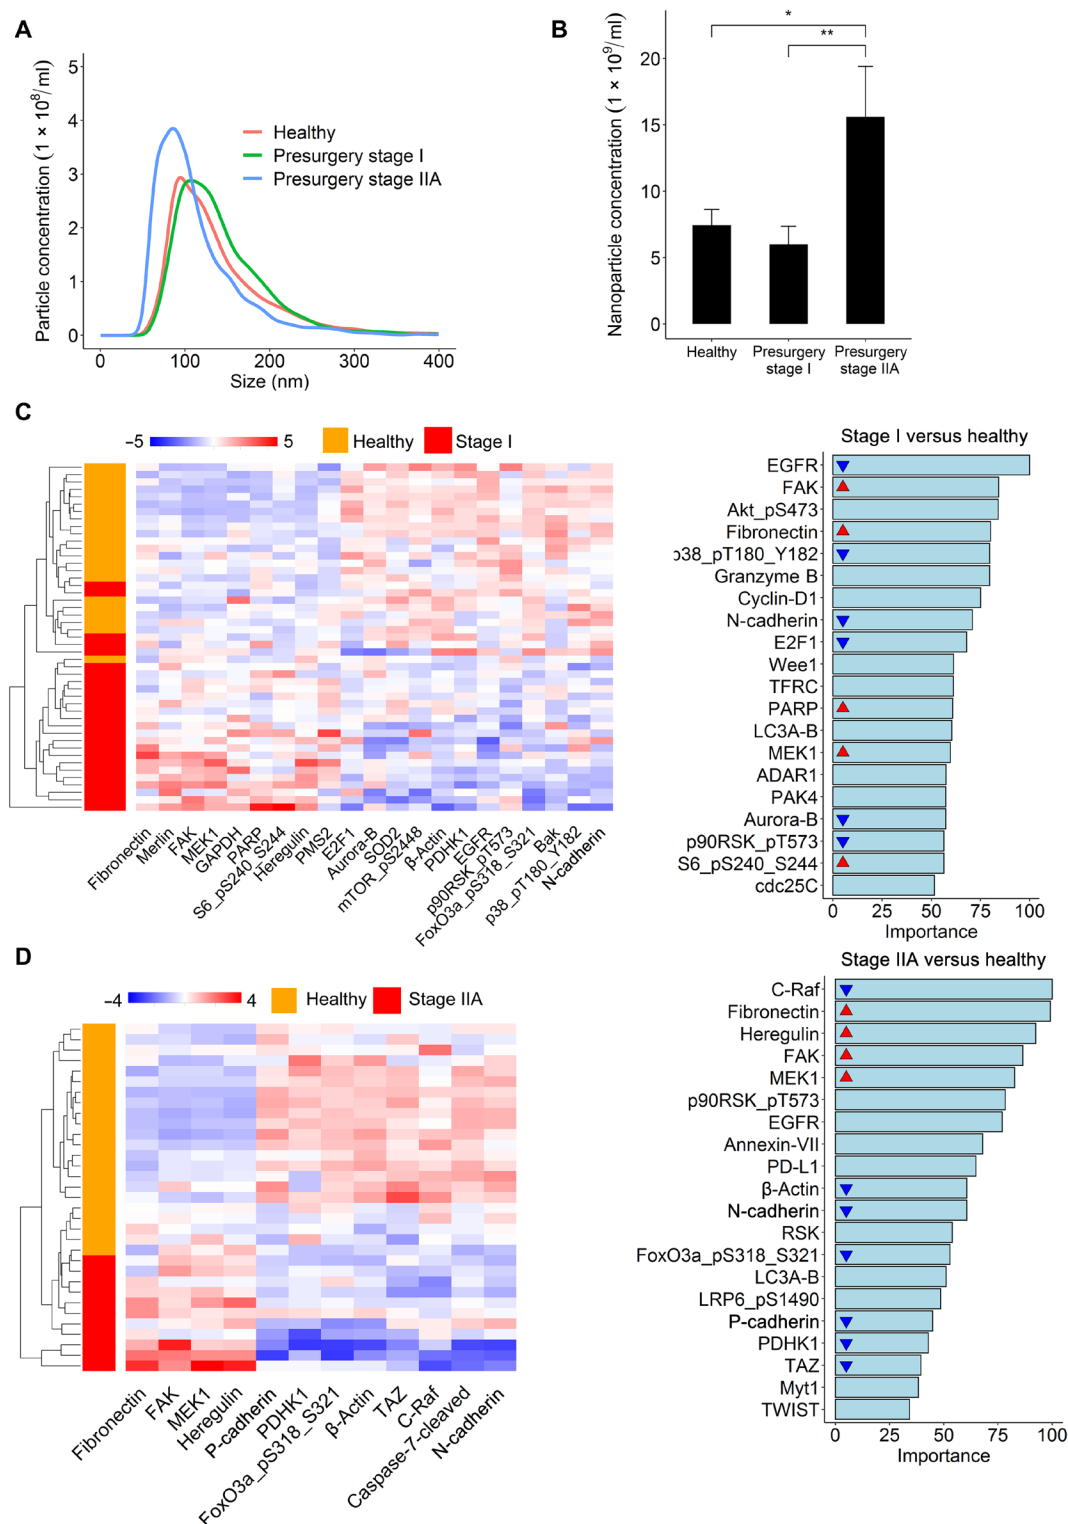 A
Particle concentration (1 × 10⁸/ml)
5
4
3
2
1
0
Healthy
Presurgery stage I
Presurgery stage IIA
0 100 200 300 400
Size (nm)
B
Nanoparticle concentration (1 × 10⁹/ml)
20
15
10
5
0
*
**
Healthy
Presurgery
stage I
Presurgery
stage IIA
C
−5 5
Healthy
Stage I
Fibronectin
Merlin
FAK
MEK1
GAPDH
PARP
S6_pS240_S244
Heregulin
PMS2
E2F1
Aurora-B
SOD2
mTOR_pS2448
β-Actin
PDHK1
EGFR
p90RSK_pT573
FoxO3a_pS318_S321
Bak
p38_pT180_Y182
N-cadherin
Stage I versus healthy
EGFR
FAK
Akt_pS473
Fibronectin
p38_pT180_Y182
Granzyme B
Cyclin-D1
N-cadherin
E2F1
Wee1
TFRC
PARP
LC3A-B
MEK1
ADAR1
PAK4
Aurora-B
p90RSK_pT573
S6_pS240_S244
cdc25C
0 25 50 75 100
Importance
D
−4 4
Healthy
Stage IIA
Fibronectin
FAK
MEK1
Heregulin
P-cadherin
PDHK1
FoxO3a_pS318_S321
β-Actin
TAZ
C-Raf
Caspase-7-cleaved
N-cadherin
Stage IIA versus healthy
C-Raf
Fibronectin
Heregulin
FAK
MEK1
p90RSK_pT573
EGFR
Annexin-VII
PD-L1
β-Actin
N-cadherin
RSK
FoxO3a_pS318_S321
LC3A-B
LRP6_pS1490
P-cadherin
PDHK1
TAZ
Myt1
TWIST
0 25 50 75 100
Importance